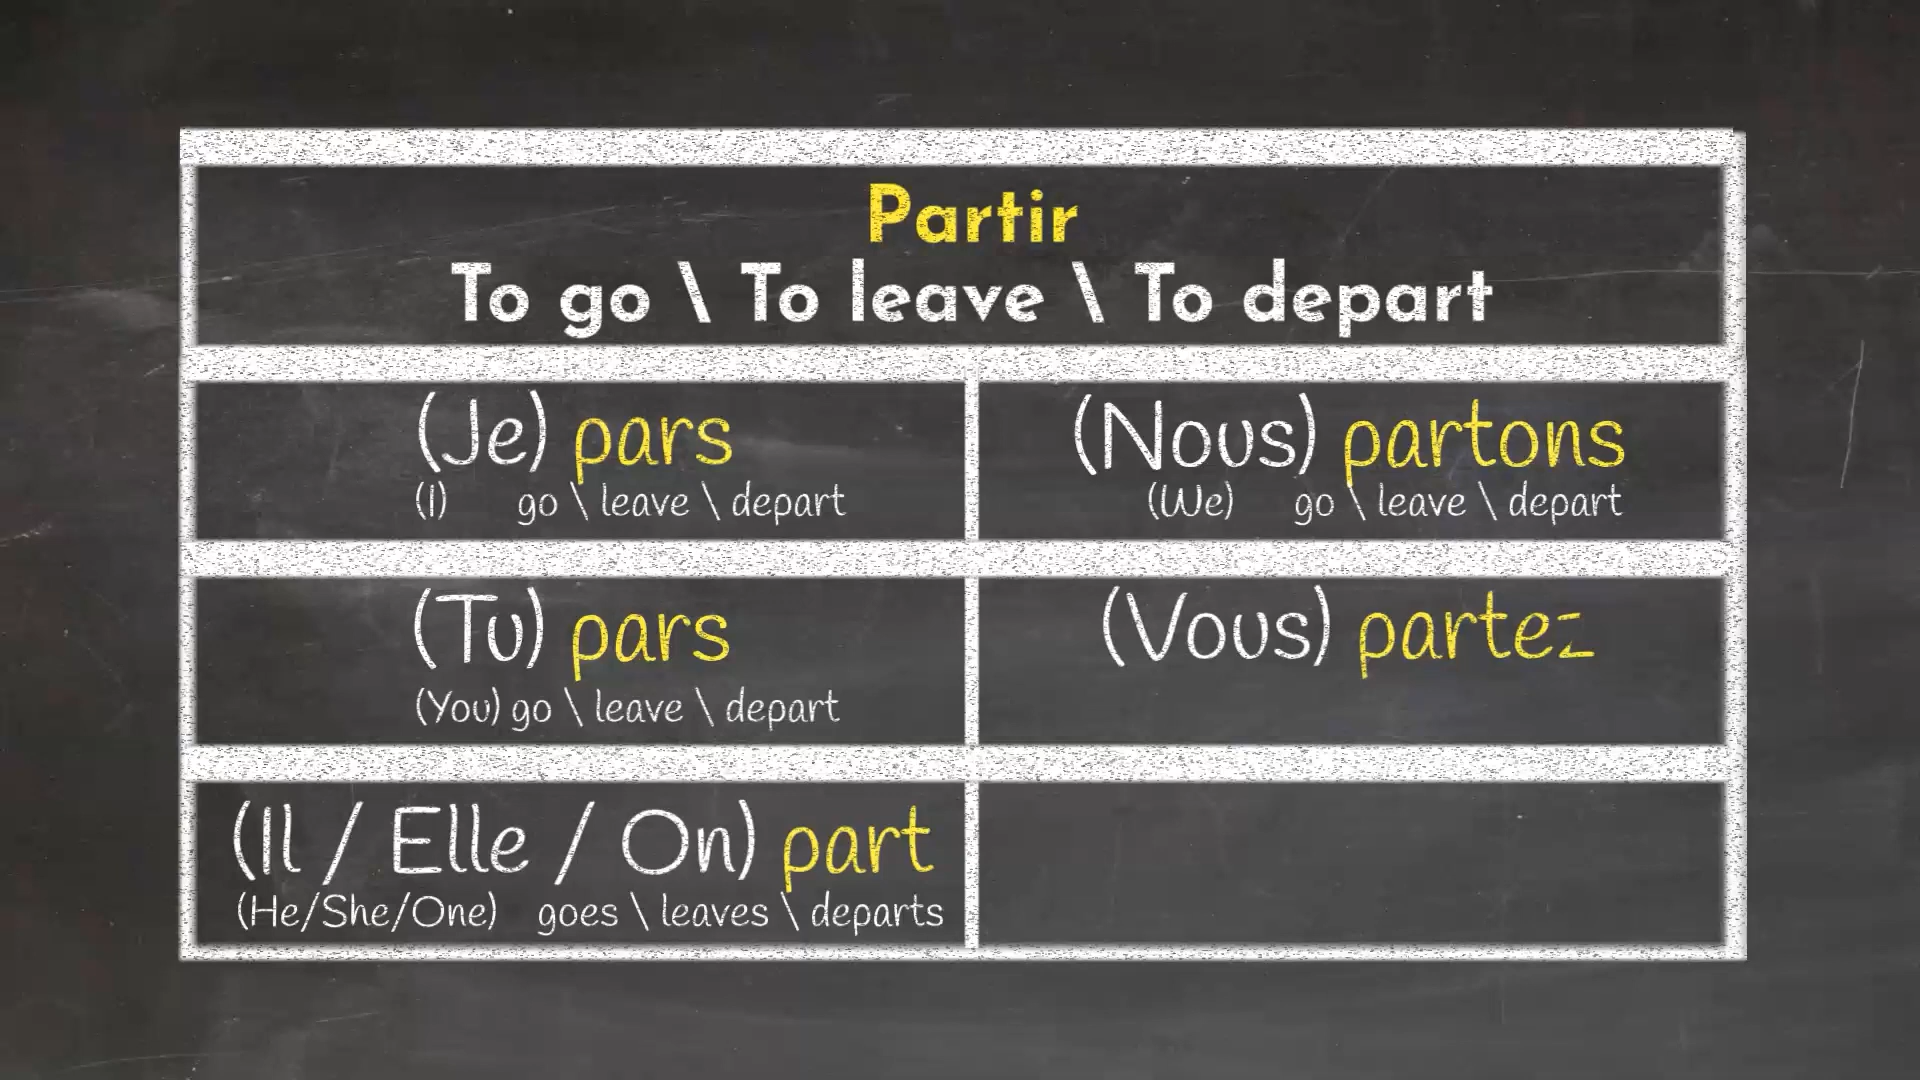 Partir
To go \ To leave \ To depart
(Je) pars
(I) go \ leave \ depart
(Nous) partons
(We) go \ leave \ depart
(Tu) pars
(You) go \ leave \ depart
(Vous) partez
(Il / Elle / On) part
(He/She/One) goes \ leaves \ departs